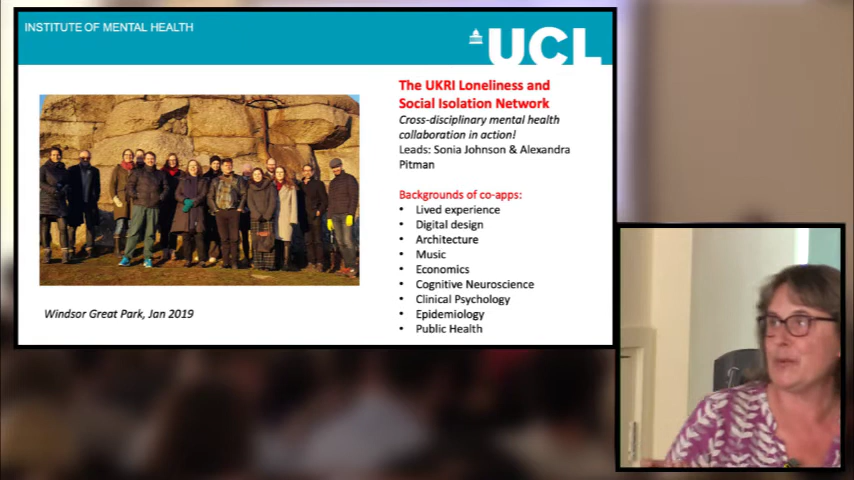 INSTITUTE OF MENTAL HEALTH
UCL
The UKRI Loneliness and
Social Isolation Network
Cross-disciplinary mental health
collaboration in action!
Leads: Sonia Johnson & Alexandra
Pitman
Backgrounds of co-apps:
• Lived experience
• Digital design
• Architecture
• Music
• Economics
• Cognitive Neuroscience
• Clinical Psychology
• Epidemiology
• Public Health
Windsor Great Park, Jan 2019